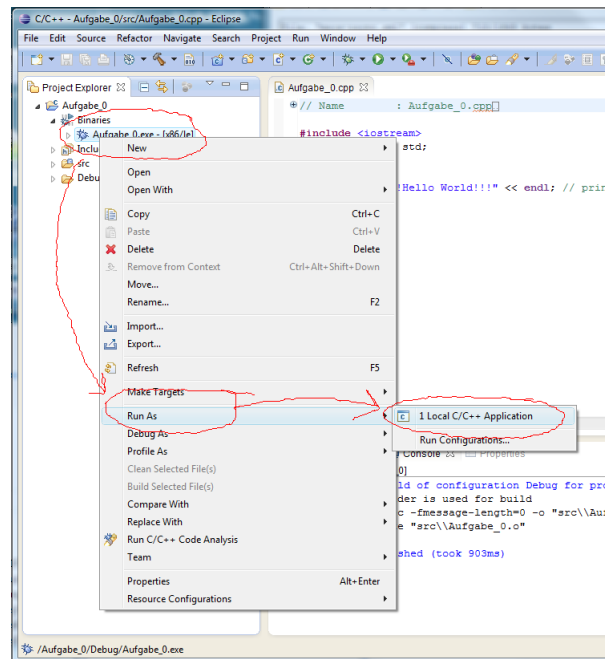 C/C++ - Aufgabe_0/src/Aufgabe_0.cpp - Eclipse
File Edit Source Refactor Navigate Search Project Run Window Help
Project Explorer
Aufgabe_0.cpp
Aufgabe_0
Binaries
Aufgabe_0.exe - [x86/le]
Inclu
src
Debu
// Name : Aufgabe_0.cpp
#include <iostream>
std;
!Hello World!!!" << endl; // prin
New
Open
Open With
Copy Ctrl+C
Paste Ctrl+V
Delete Delete
Remove from Context Ctrl+Alt+Shift+Down
Move...
Rename... F2
Import...
Export...
Refresh F5
Make Targets
Run As
1 Local C/C++ Application
Run Configurations...
Debug As
Profile As
Clean Selected File(s)
Build Selected File(s)
Compare With
Replace With
Run C/C++ Code Analysis
Team
Properties Alt+Enter
Resource Configurations
Console Properties
0]
ld of configuration Debug for pro
der is used for build
c -fmessage-length=0 -o "src\\Auf
e "src\\Aufgabe_0.o"
shed (took 903ms)
/Aufgabe_0/Debug/Aufgabe_0.exe